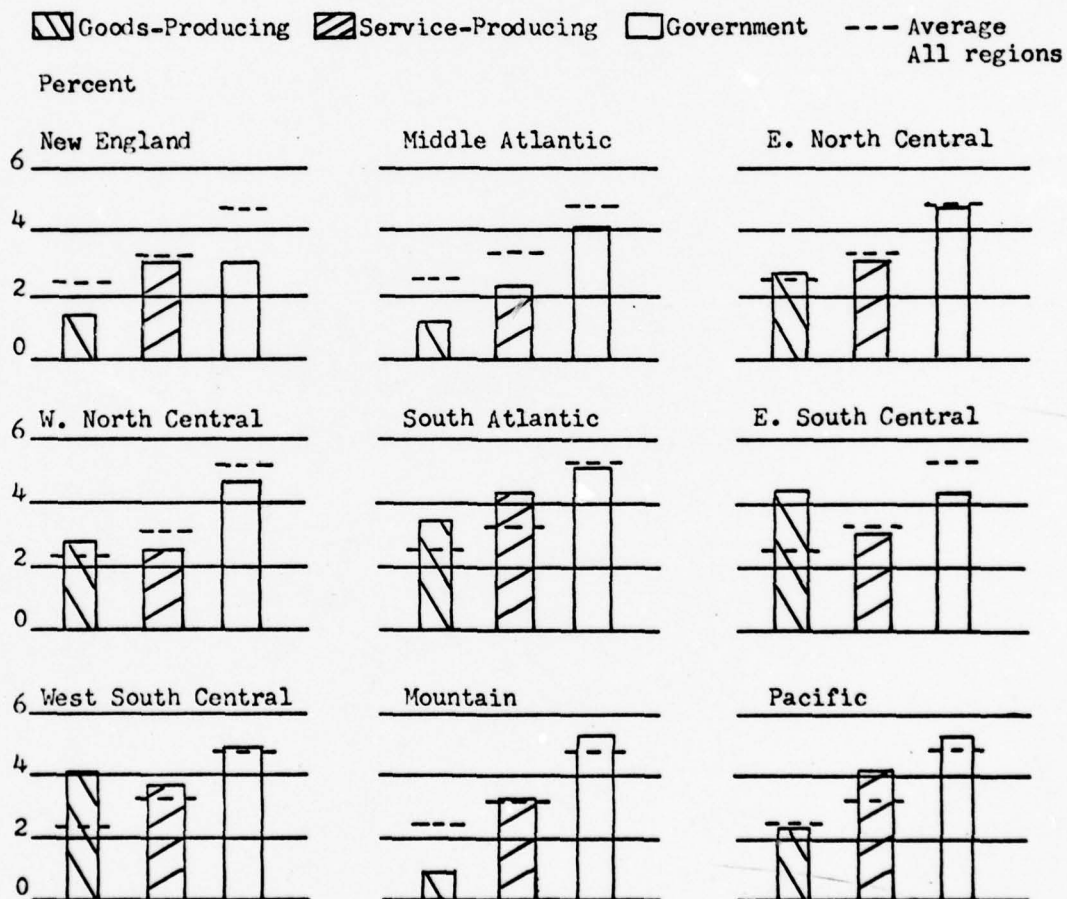 Goods-Producing Service-Producing Government --- Average
All regions
Percent
New England Middle Atlantic E. North Central
6
4
2
0
W. North Central South Atlantic E. South Central
6
4
2
0
West South Central Mountain Pacific
6
4
2
0